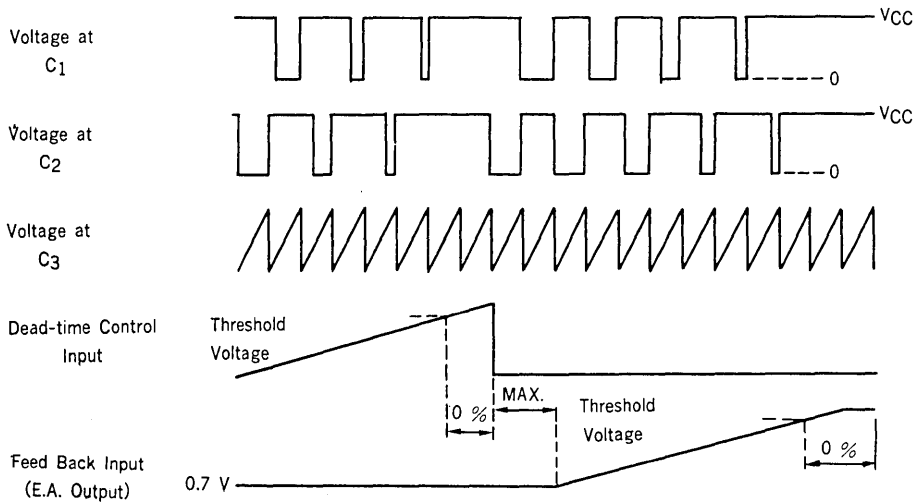 Voltage at
C1
VCC
0
Voltage at
C2
VCC
0
Voltage at
C3
Dead-time Control
Input
Threshold
Voltage
0 %
MAX.
Threshold
Voltage
0 %
Feed Back Input
(E.A. Output)
0.7 V